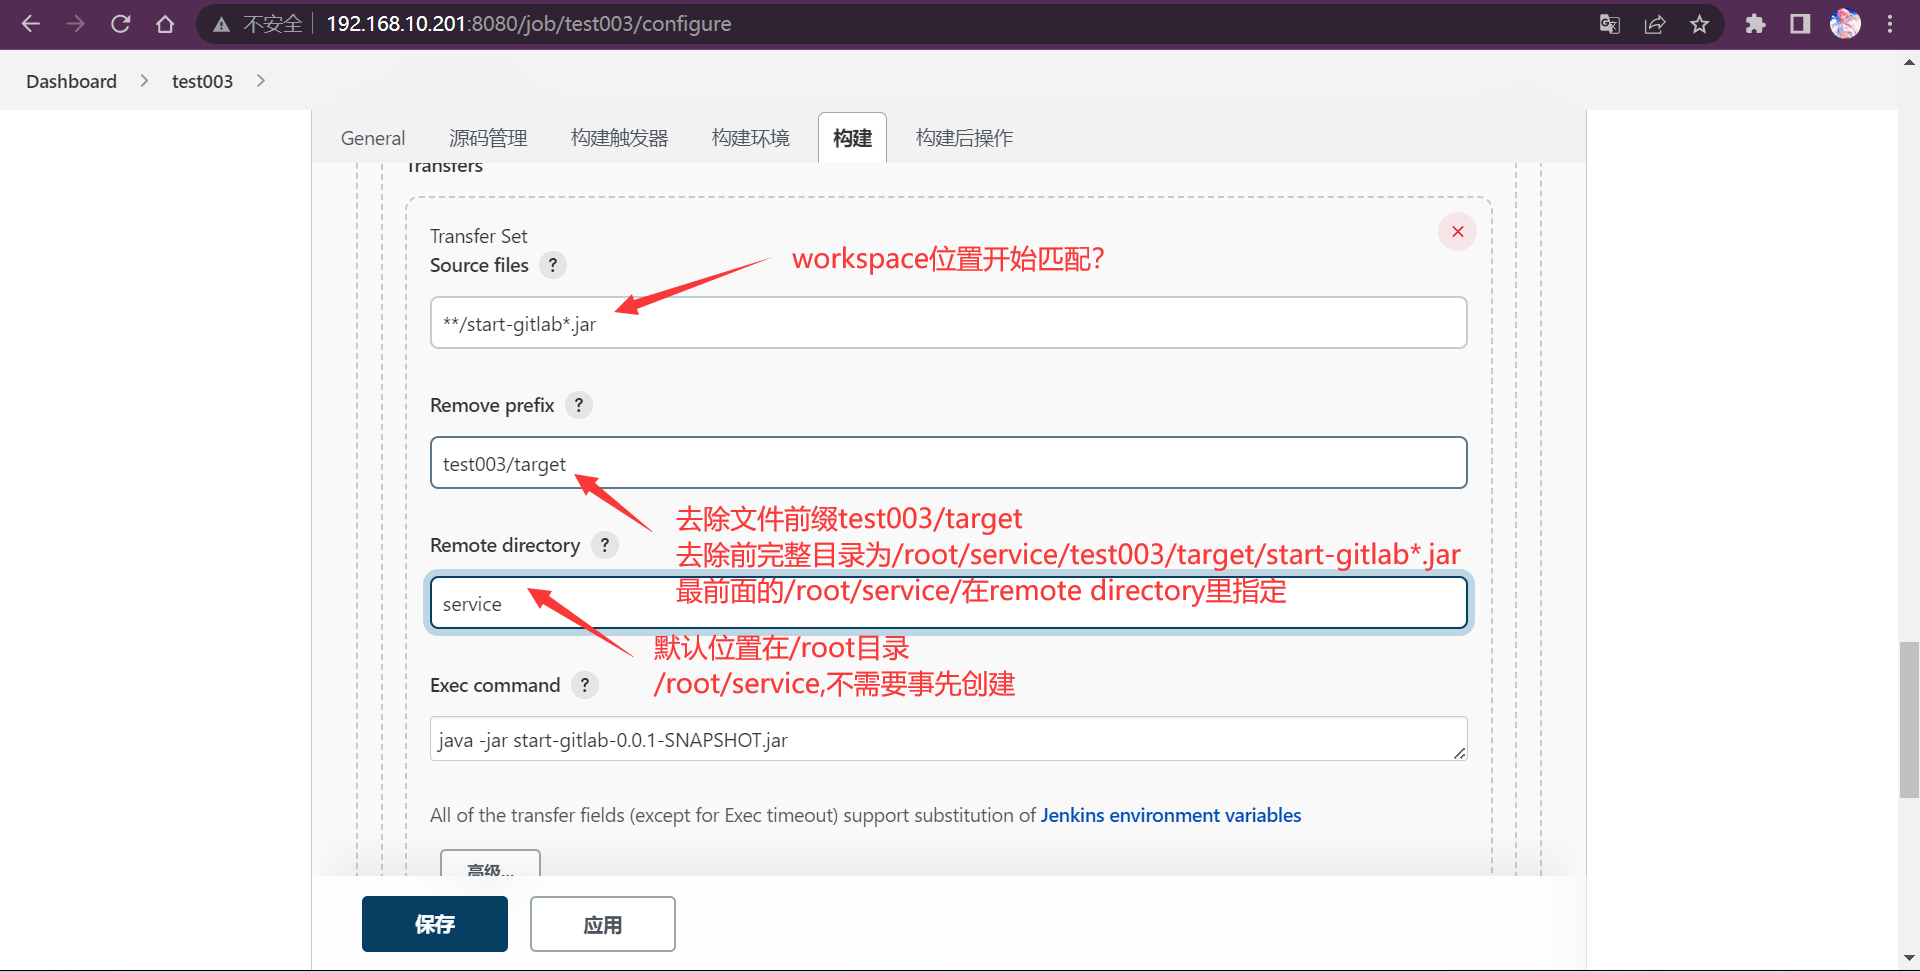 不安全 192.168.10.201:8080/job/test003/configure
Dashboard test003
General 源码管理 构建触发器 构建环境 构建 构建后操作
Transfers
Transfer Set
Source files ?
workspace位置开始匹配?
**/start-gitlab*.jar
Remove prefix ?
test003/target
去除文件前缀test003/target
Remote directory ?
去除前完整目录为/root/service/test003/target/start-gitlab*.jar
最前面的/root/service/在remote directory里指定
service
默认位置在/root目录
Exec command ?
/root/service,不需要事先创建
java -jar start-gitlab-0.0.1-SNAPSHOT.jar
All of the transfer fields (except for Exec timeout) support substitution of Jenkins environment variables
高级...
保存 应用